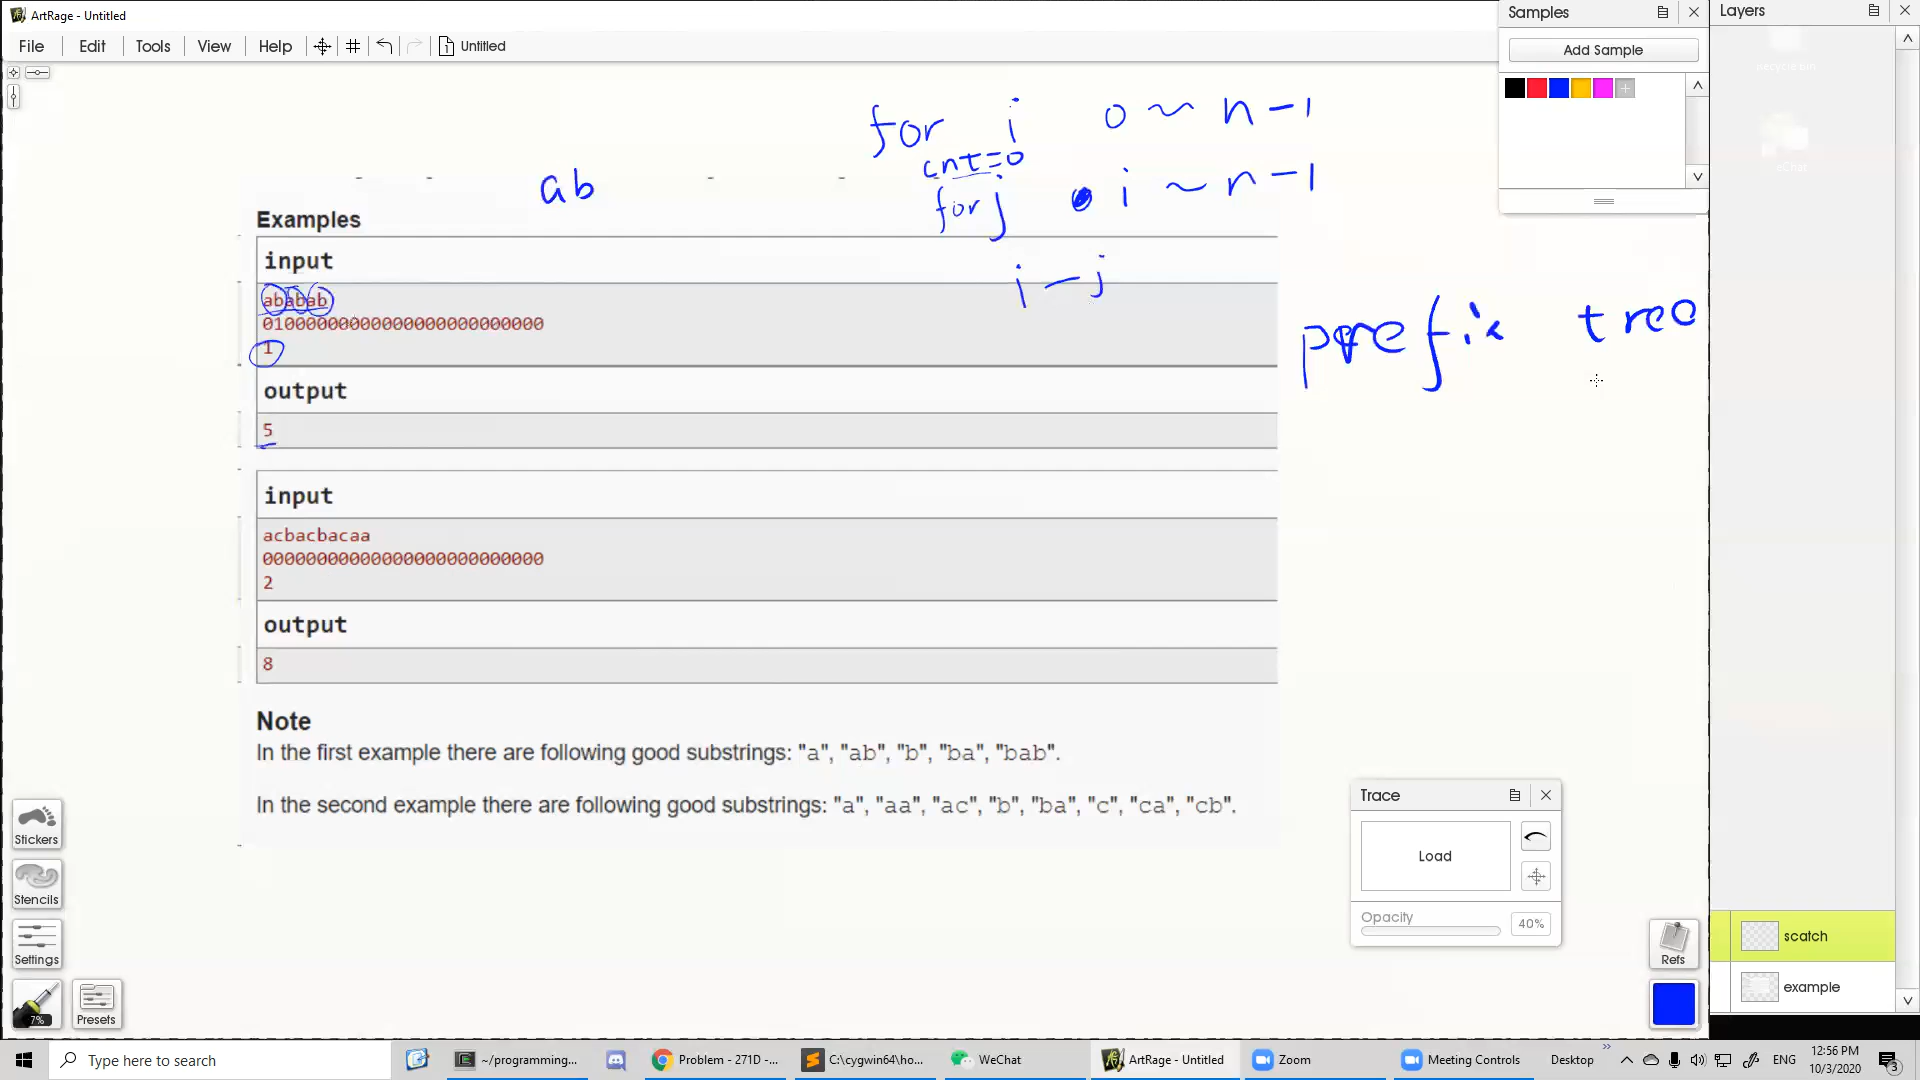 ArtRage - Untitled
File Edit Tools View Help 1 Untitled
Samples
Add Sample
Layers
for i 0 ~ n-1
cnt=0
for j i ~ n-1
i - j
ab
prefix tree
Examples
input
ababab
01000000000000000000000000
1
output
5
input
acbacbacaa
00000000000000000000000000
2
output
8
Note
In the first example there are following good substrings: "a", "ab", "b", "ba", "bab".
In the second example there are following good substrings: "a", "aa", "ac", "b", "ba", "c", "ca", "cb".
Trace
Load
Opacity
40%
Stickers
Stencils
Settings
7%
Presets
Refs
scatch
example
Type here to search
~/programming...
Problem - 271D -...
C:\cygwin64\ho...
WeChat
ArtRage - Untitled
Zoom
Meeting Controls
Desktop
ENG
12:56 PM
10/3/2020
3